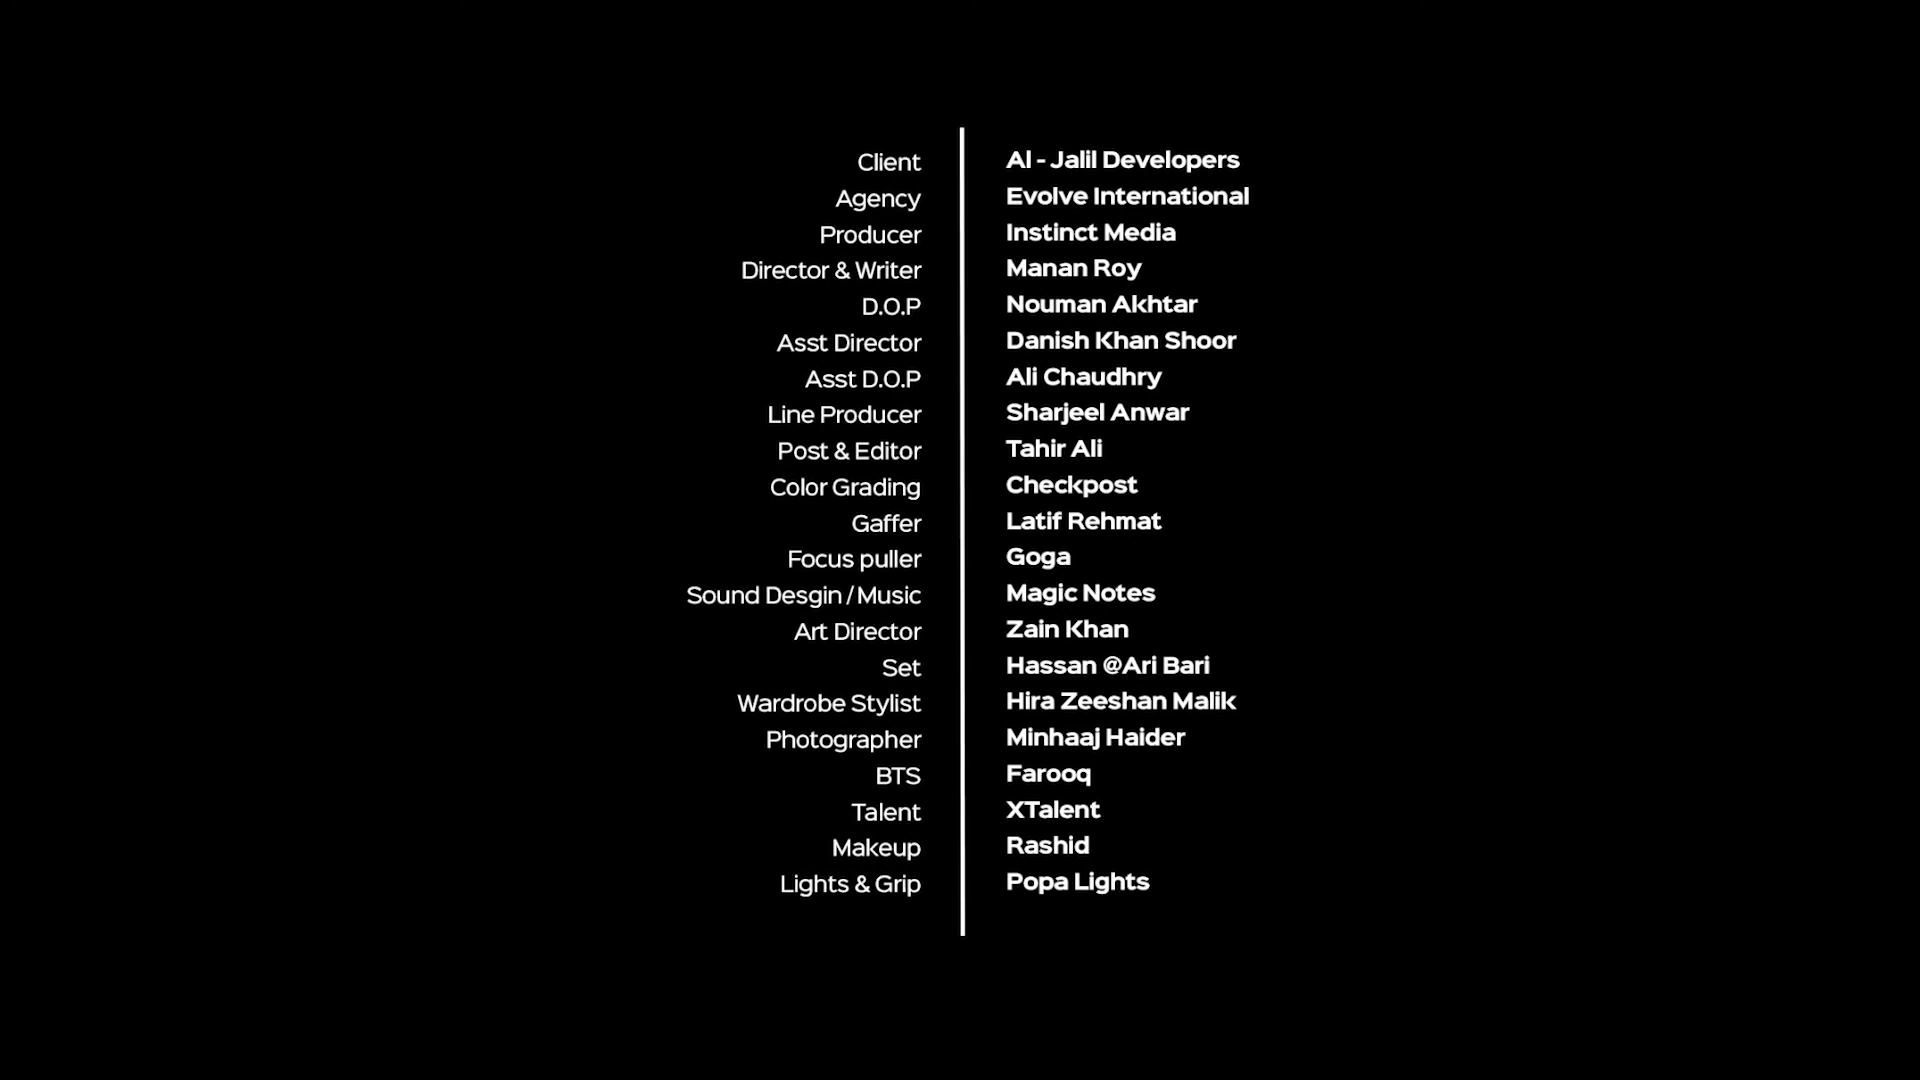 Client Al - Jalil Developers
Agency Evolve International
Producer Instinct Media
Director & Writer Manan Roy
D.O.P Nouman Akhtar
Asst Director Danish Khan Shoor
Asst D.O.P Ali Chaudhry
Line Producer Sharjeel Anwar
Post & Editor Tahir Ali
Color Grading Checkpost
Gaffer Latif Rehmat
Focus puller Goga
Sound Desgin / Music Magic Notes
Art Director Zain Khan
Set Hassan @Ari Bari
Wardrobe Stylist Hira Zeeshan Malik
Photographer Minhaaj Haider
BTS Farooq
Talent XTalent
Makeup Rashid
Lights & Grip Popa Lights